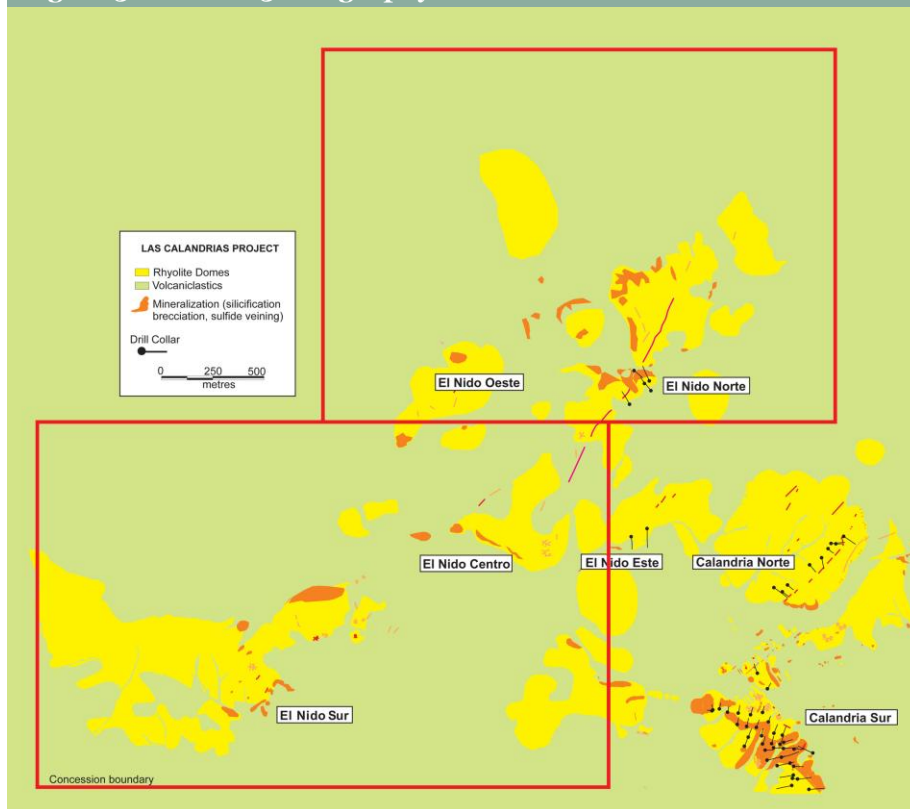 LAS CALANDRIAS PROJECT
Rhyolite Domes
Volcaniclastics
Mineralization (silicification
brecciation, sulfide veining)
Drill Collar
0 250 500
metres
El Nido Oeste
El Nido Norte
El Nido Centro
El Nido Este
Calandria Norte
El Nido Sur
Calandria Sur
Concession boundary